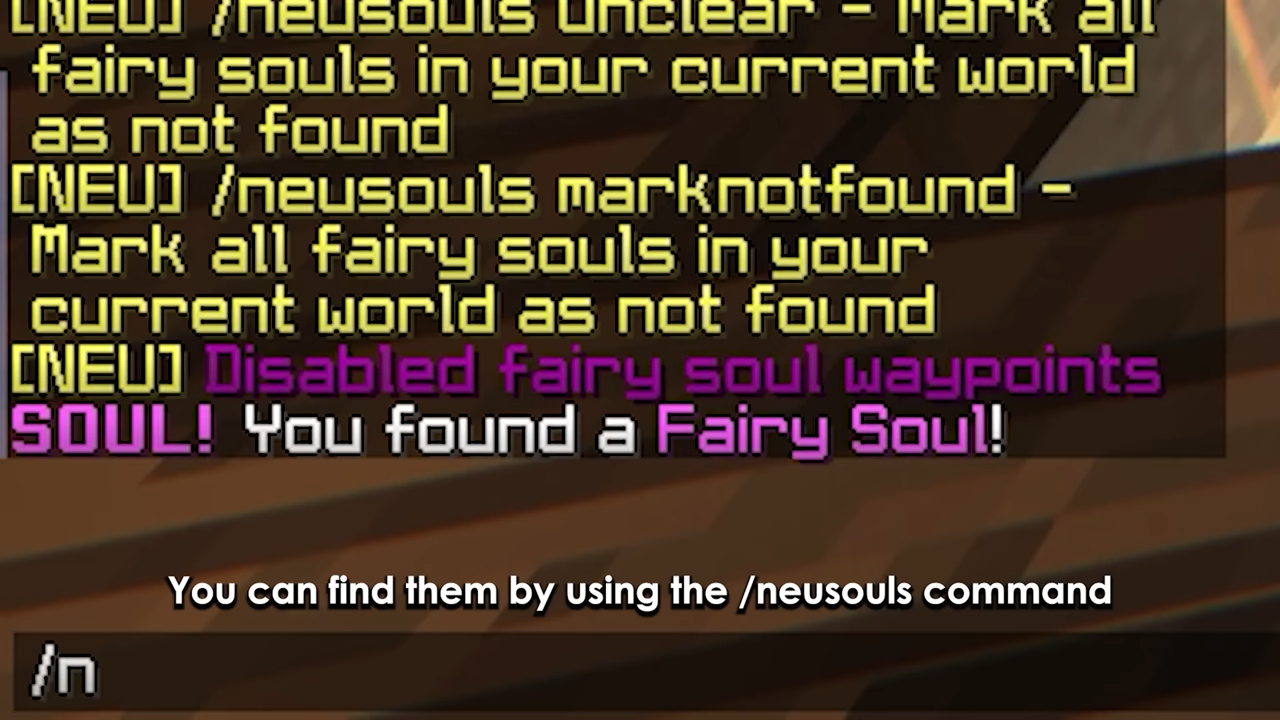 [NEU] /neusouls unclear - Mark all
fairy souls in your current world
as not found
[NEU] /neusouls marknotfound -
Mark all fairy souls in your
current world as not found
[NEU] Disabled fairy soul waypoints
SOUL! You found a Fairy Soul!
You can find them by using the /neusouls command
/n